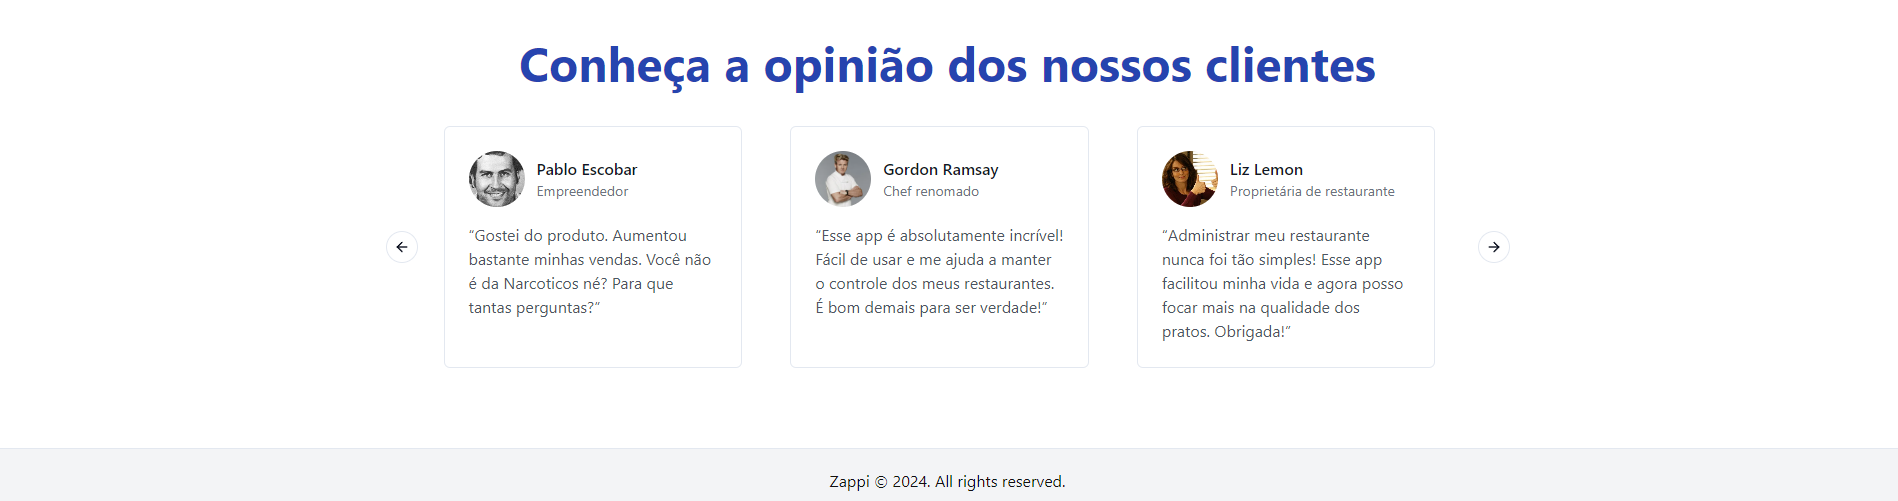 Conheça a opinião dos nossos clientes
Pablo Escobar
Empreendedor
“Gostei do produto. Aumentou
bastante minhas vendas. Você não
é da Narcoticos né? Para que
tantas perguntas?”
Gordon Ramsay
Chef renomado
“Esse app é absolutamente incrível!
Fácil de usar e me ajuda a manter
o controle dos meus restaurantes.
É bom demais para ser verdade!”
Liz Lemon
Proprietária de restaurante
“Administrar meu restaurante
nunca foi tão simples! Esse app
facilitou minha vida e agora posso
focar mais na qualidade dos
pratos. Obrigada!”
Zappi © 2024. All rights reserved.